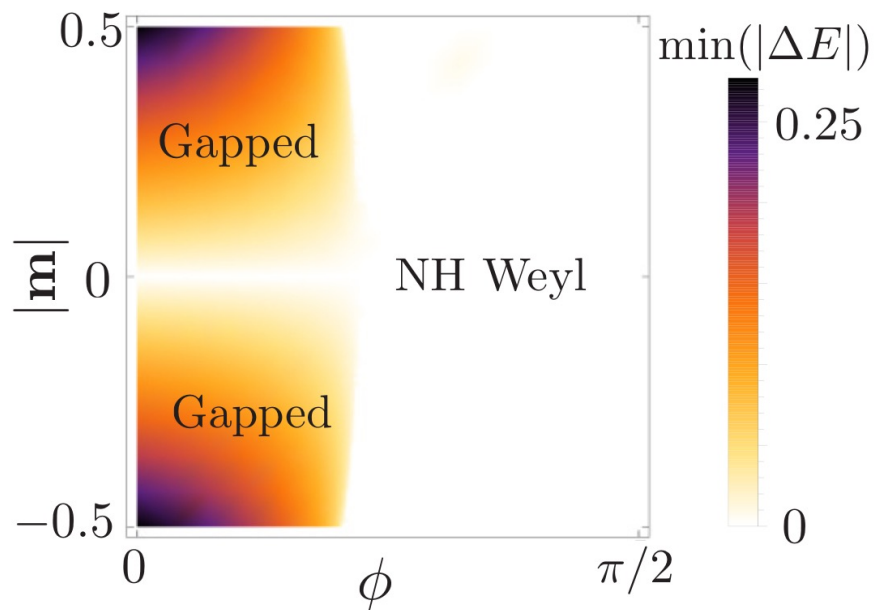 0.5
min(|ΔE|)
0.25
Gapped
|m|
0
NH Weyl
Gapped
−0.5
0
0
ϕ
π/2